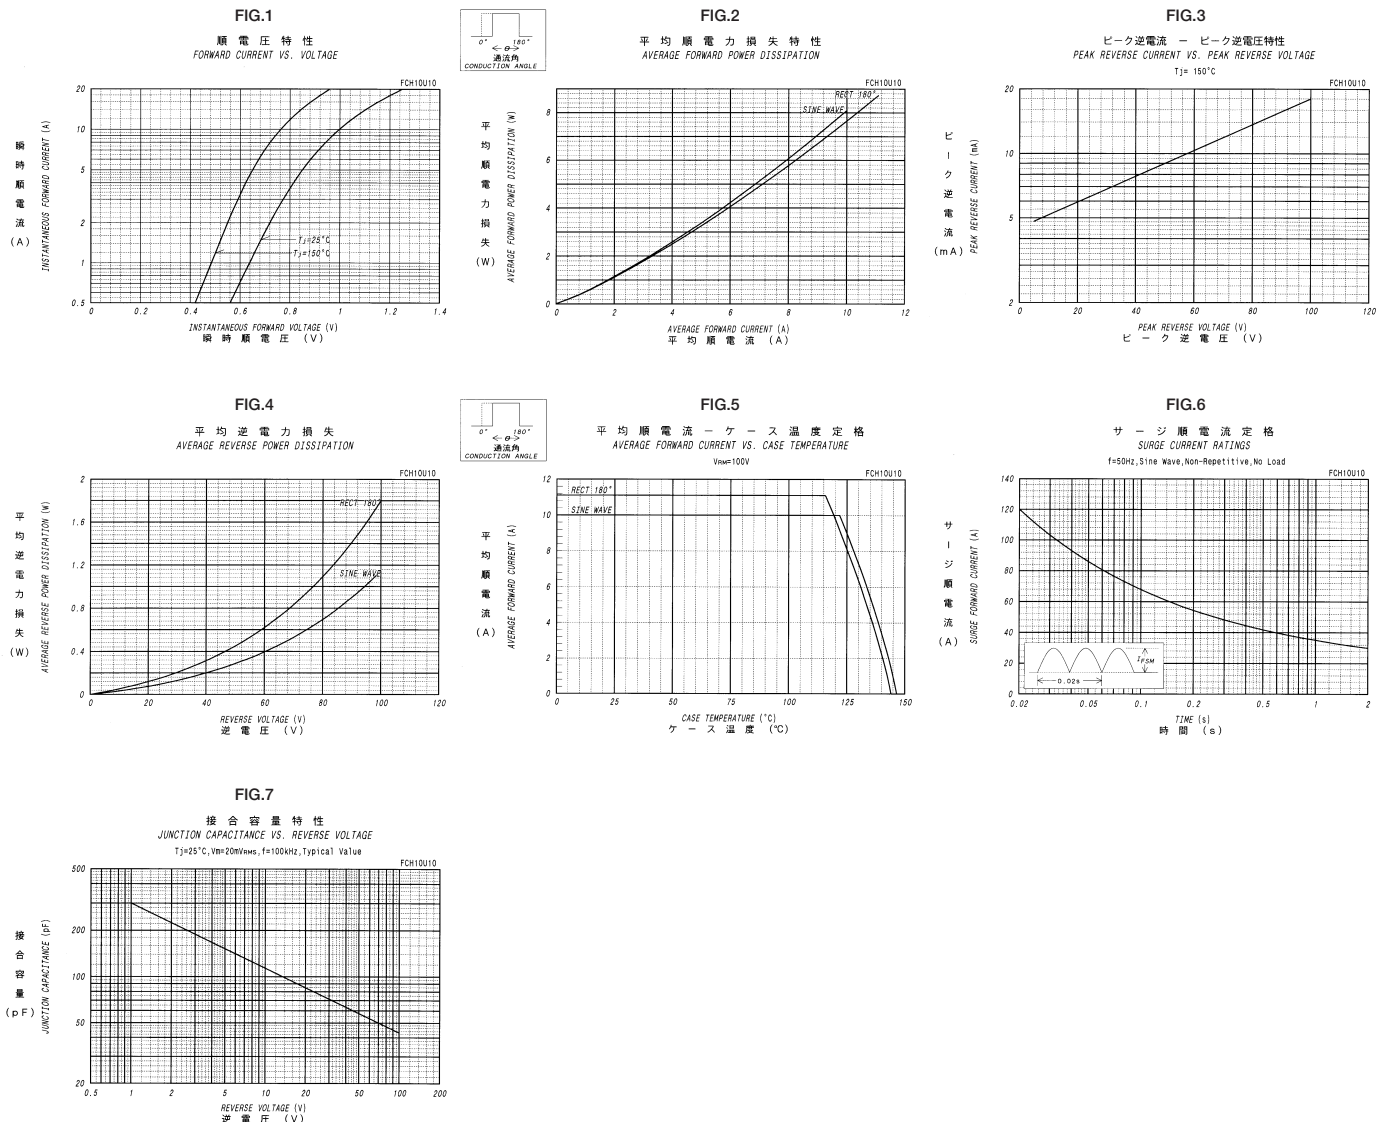 FIG.1
順電圧特性
FORWARD CURRENT VS. VOLTAGE
FCH10U10
瞬時順電流 (A)
INSTANTANEOUS FORWARD CURRENT (A)
20
10
5
2
1
0.5
Tj=25°C
Tj=150°C
0 0.2 0.4 0.6 0.8 1.0 1.2 1.4
INSTANTANEOUS FORWARD VOLTAGE (V)
瞬時順電圧 (V)
FIG.2
0° 180°
θ
通流角
CONDUCTION ANGLE
平均順電力損失特性
AVERAGE FORWARD POWER DISSIPATION
FCH10U10
平均順電力損失 (W)
AVERAGE FORWARD POWER DISSIPATION (W)
RECT 180°
SINE WAVE
8
6
4
2
0
0 2 4 6 8 10 12
AVERAGE FORWARD CURRENT (A)
平均順電流 (A)
FIG.3
ピーク逆電流 － ピーク逆電圧特性
PEAK REVERSE CURRENT VS. PEAK REVERSE VOLTAGE
Tj= 150°C
FCH10U10
ピーク逆電流 (mA)
PEAK REVERSE CURRENT (mA)
20
10
5
2
0 20 40 60 80 100 120
PEAK REVERSE VOLTAGE (V)
ピーク逆電圧 (V)
FIG.4
平均逆電力損失
AVERAGE REVERSE POWER DISSIPATION
FCH10U10
平均逆電力損失 (W)
AVERAGE REVERSE POWER DISSIPATION (W)
2
1.6
1.2
0.8
0.4
0
RECT 180°
SINE WAVE
0 20 40 60 80 100 120
REVERSE VOLTAGE (V)
逆電圧 (V)
FIG.5
0° 180°
θ
通流角
CONDUCTION ANGLE
平均順電流－ケース温度定格
AVERAGE FORWARD CURRENT VS. CASE TEMPERATURE
VRM=100V
FCH10U10
平均順電流 (A)
AVERAGE FORWARD CURRENT (A)
12
10
8
6
4
2
0
RECT 180°
SINE WAVE
0 25 50 75 100 125 150
CASE TEMPERATURE (°C)
ケース温度 (℃)
FIG.6
サージ順電流定格
SURGE CURRENT RATINGS
f=50Hz,Sine Wave,Non-Repetitive,No Load
FCH10U10
サージ順電流 (A)
SURGE FORWARD CURRENT (A)
140
120
100
80
60
40
20
0
IFSM
0.02s
0.02 0.05 0.1 0.2 0.5 1 2
TIME (s)
時間 (s)
FIG.7
接合容量特性
JUNCTION CAPACITANCE VS. REVERSE VOLTAGE
Tj=25°C,Vm=20mVRMS,f=100kHz,Typical Value
FCH10U10
接合容量 (pF)
JUNCTION CAPACITANCE (pF)
500
200
100
50
20
0.5 1 2 5 10 20 50 100 200
REVERSE VOLTAGE (V)
逆電圧 (V)